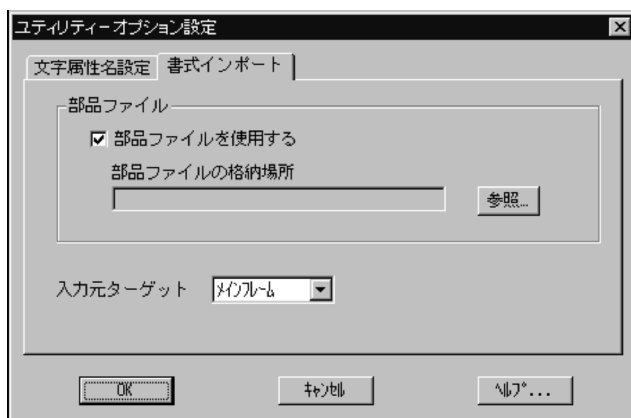 ユティリティーオプション設定
文字属性名設定 書式インポート
部品ファイル
部品ファイルを使用する
部品ファイルの格納場所
参照...
入力元ターゲット ﾒｲﾝﾌﾚｰﾑ
OK ｷｬﾝｾﾙ ﾍﾙﾌﾟ...